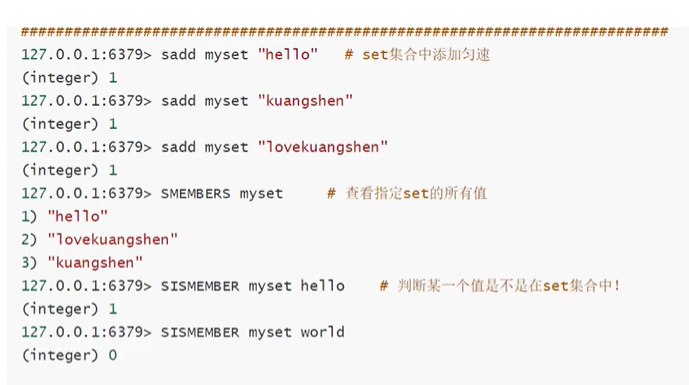 ##########################################################################
127.0.0.1:6379> sadd myset "hello"   # set集合中添加匀速
(integer) 1
127.0.0.1:6379> sadd myset "kuangshen"
(integer) 1
127.0.0.1:6379> sadd myset "lovekuangshen"
(integer) 1
127.0.0.1:6379> SMEMBERS myset     # 查看指定set的所有值
1) "hello"
2) "lovekuangshen"
3) "kuangshen"
127.0.0.1:6379> SISMEMBER myset hello    # 判断某一个值是不是在set集合中!
(integer) 1
127.0.0.1:6379> SISMEMBER myset world
(integer) 0